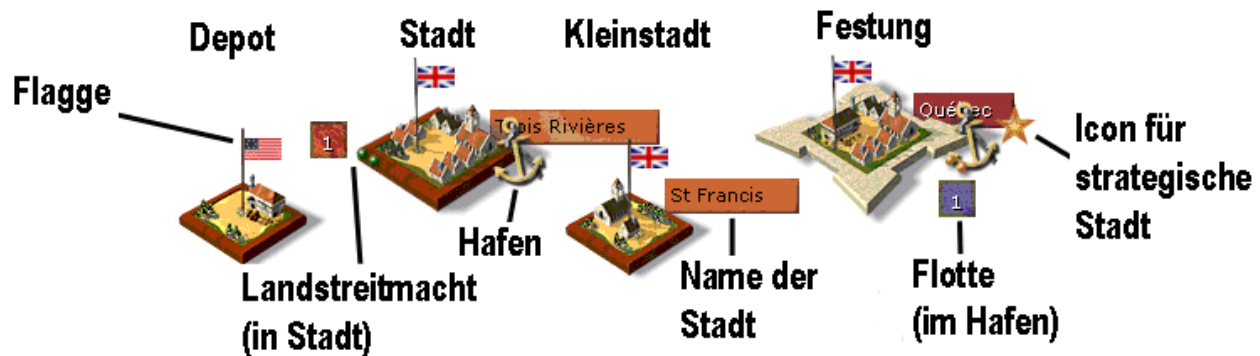 Depot
Stadt
Kleinstadt
Festung
Flagge
1
Trois Rivières
Québec
Icon für
strategische
Stadt
St Francis
1
Hafen
Landstreitmacht
(in Stadt)
Name der
Stadt
Flotte
(im Hafen)